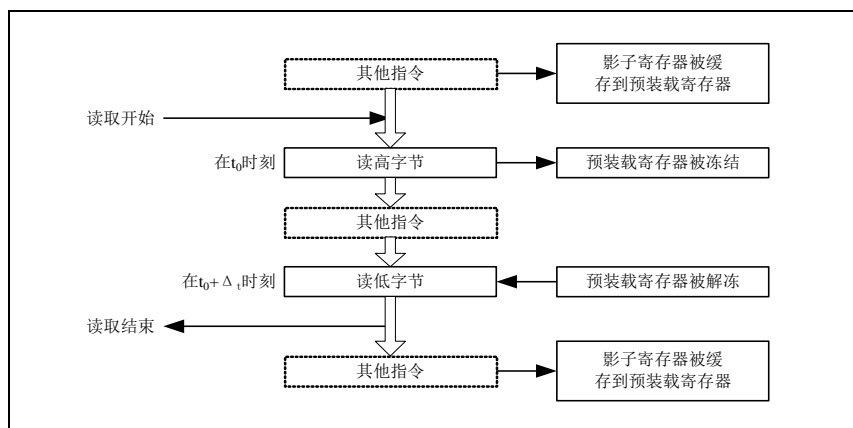 其他指令
影子寄存器被缓
存到预装载寄存器
读取开始
在t₀时刻
读高字节
预装载寄存器被冻结
其他指令
在t₀+Δₜ时刻
读低字节
预装载寄存器被解冻
读取结束
其他指令
影子寄存器被缓
存到预装载寄存器